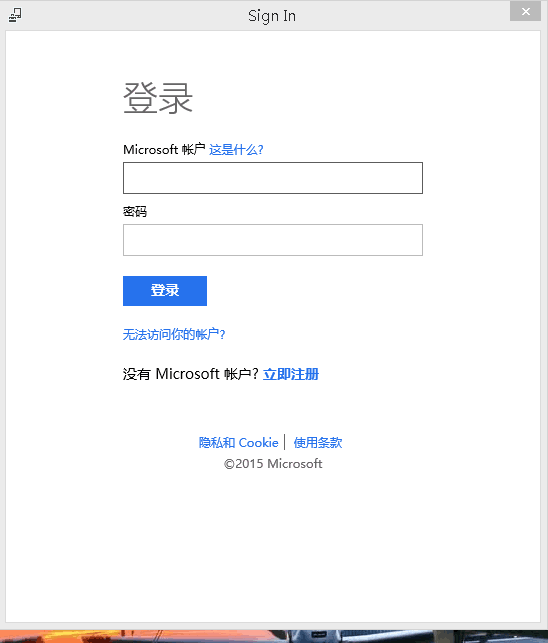 Sign In
登录
Microsoft 帐户 这是什么?
密码
登录
无法访问你的帐户?
没有 Microsoft 帐户? 立即注册
隐私和 Cookie | 使用条款
©2015 Microsoft